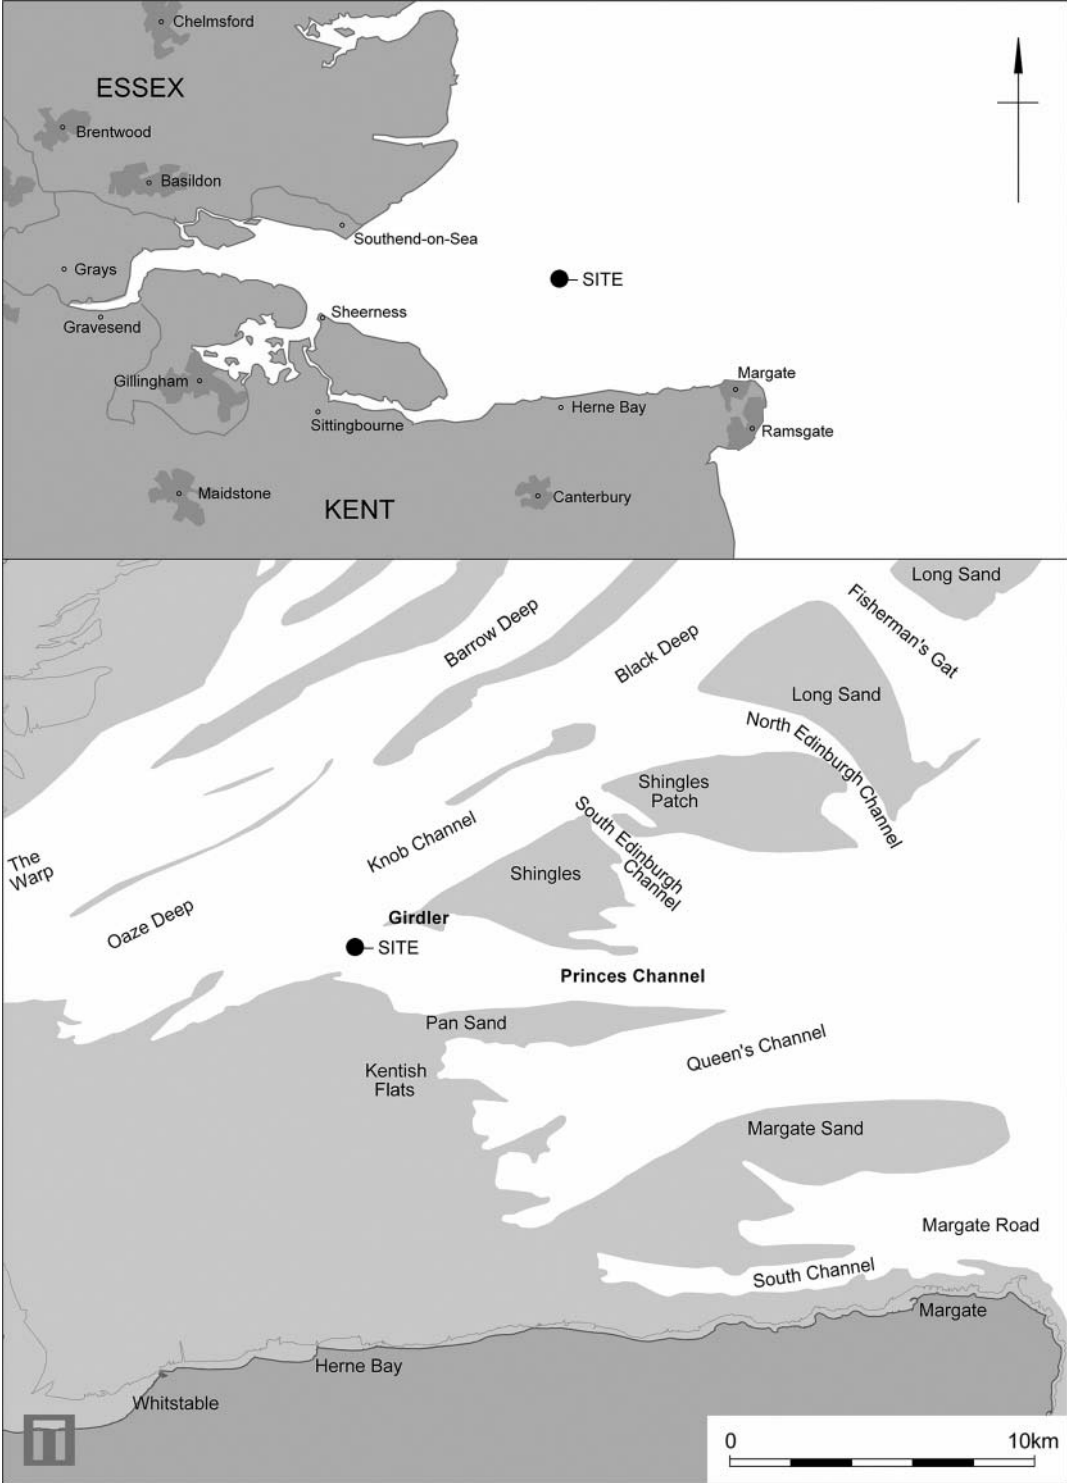 Chelmsford
ESSEX
Brentwood
Basildon
Southend-on-Sea
Grays
SITE
Sheerness
Gravesend
Margate
Gillingham
Herne Bay
Sittingbourne
Ramsgate
Maidstone
Canterbury
KENT
Long Sand
Fisherman's Gat
Barrow Deep
Black Deep
Long Sand
North Edinburgh Channel
Shingles
Patch
South Edinburgh
Channel
Knob Channel
The
Warp
Shingles
Oaze Deep
Girdler
SITE
Princes Channel
Pan Sand
Queen's Channel
Kentish
Flats
Margate Sand
Margate Road
South Channel
Margate
Herne Bay
Whitstable
0
10km